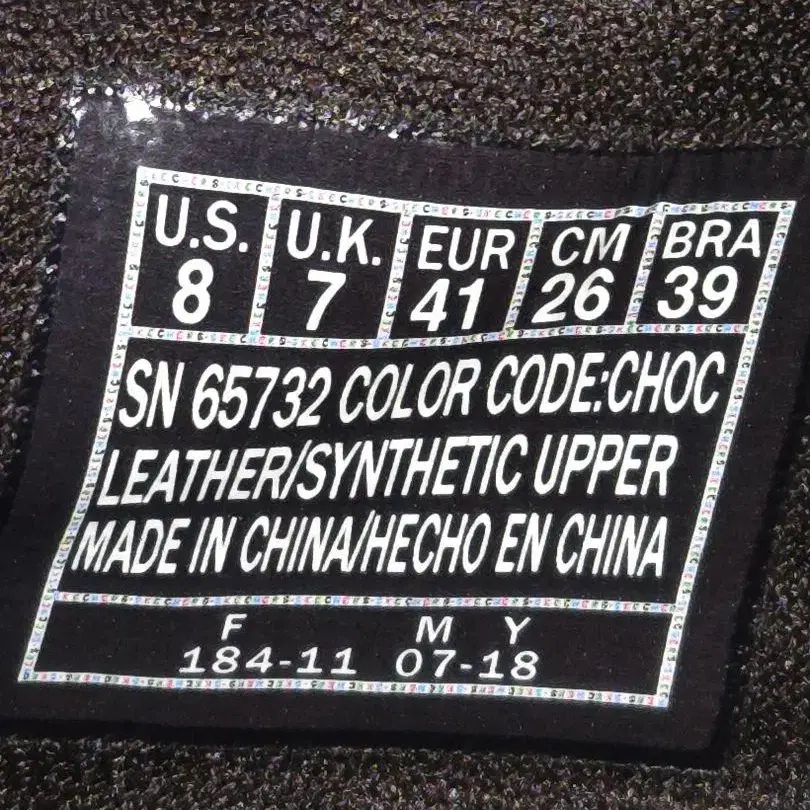 U.S. U.K. EUR CM BRA
8 7 41 26 39
SN 65732 COLOR CODE:CHOC
LEATHER/SYNTHETIC UPPER
MADE IN CHINA/HECHO EN CHINA
F M Y
184-11 07-18